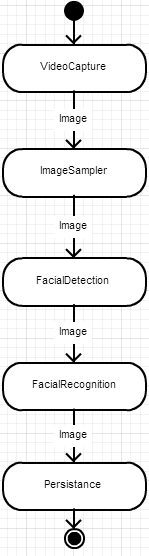 VideoCapture
Image
ImageSampler
Image
FacialDetection
Image
FacialRecognition
Image
Persistance